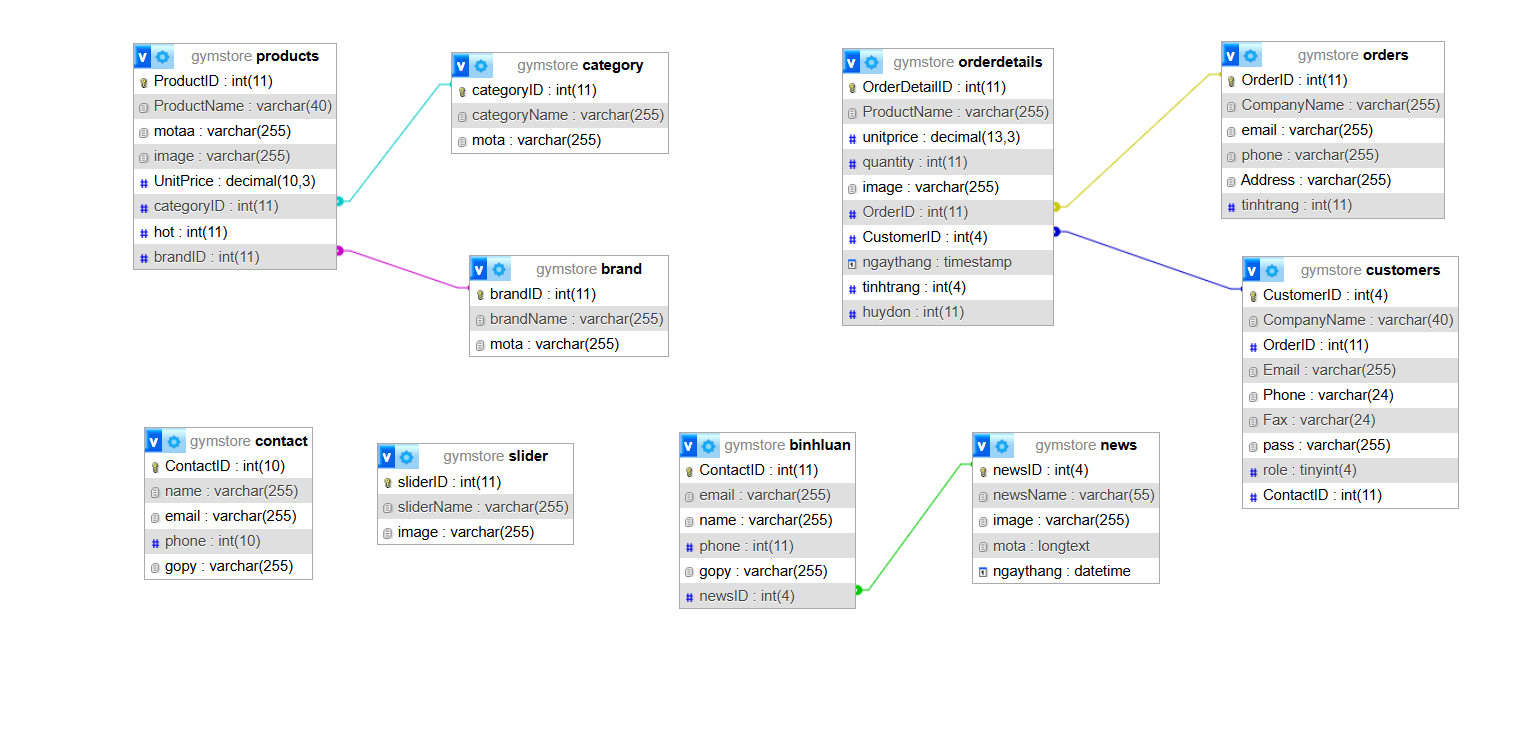 gymstore products
ProductID : int(11)
ProductName : varchar(40)
motaa : varchar(255)
image : varchar(255)
UnitPrice : decimal(10,3)
categoryID : int(11)
hot : int(11)
brandID : int(11)
gymstore category
categoryID : int(11)
categoryName : varchar(255)
mota : varchar(255)
gymstore brand
brandID : int(11)
brandName : varchar(255)
mota : varchar(255)
gymstore orderdetails
OrderDetailID : int(11)
ProductName : varchar(255)
unitprice : decimal(13,3)
quantity : int(11)
image : varchar(255)
OrderID : int(11)
CustomerID : int(4)
ngaythang : timestamp
tinhtrang : int(4)
huydon : int(11)
gymstore orders
OrderID : int(11)
CompanyName : varchar(255)
email : varchar(255)
phone : varchar(255)
Address : varchar(255)
tinhtrang : int(11)
gymstore customers
CustomerID : int(4)
CompanyName : varchar(40)
OrderID : int(11)
Email : varchar(255)
Phone : varchar(24)
Fax : varchar(24)
pass : varchar(255)
role : tinyint(4)
ContactID : int(11)
gymstore contact
ContactID : int(10)
name : varchar(255)
email : varchar(255)
phone : int(10)
gopy : varchar(255)
gymstore slider
sliderID : int(11)
sliderName : varchar(255)
image : varchar(255)
gymstore binhluan
ContactID : int(11)
email : varchar(255)
name : varchar(255)
phone : int(11)
gopy : varchar(255)
newsID : int(4)
gymstore news
newsID : int(4)
newsName : varchar(55)
image : varchar(255)
mota : longtext
ngaythang : datetime